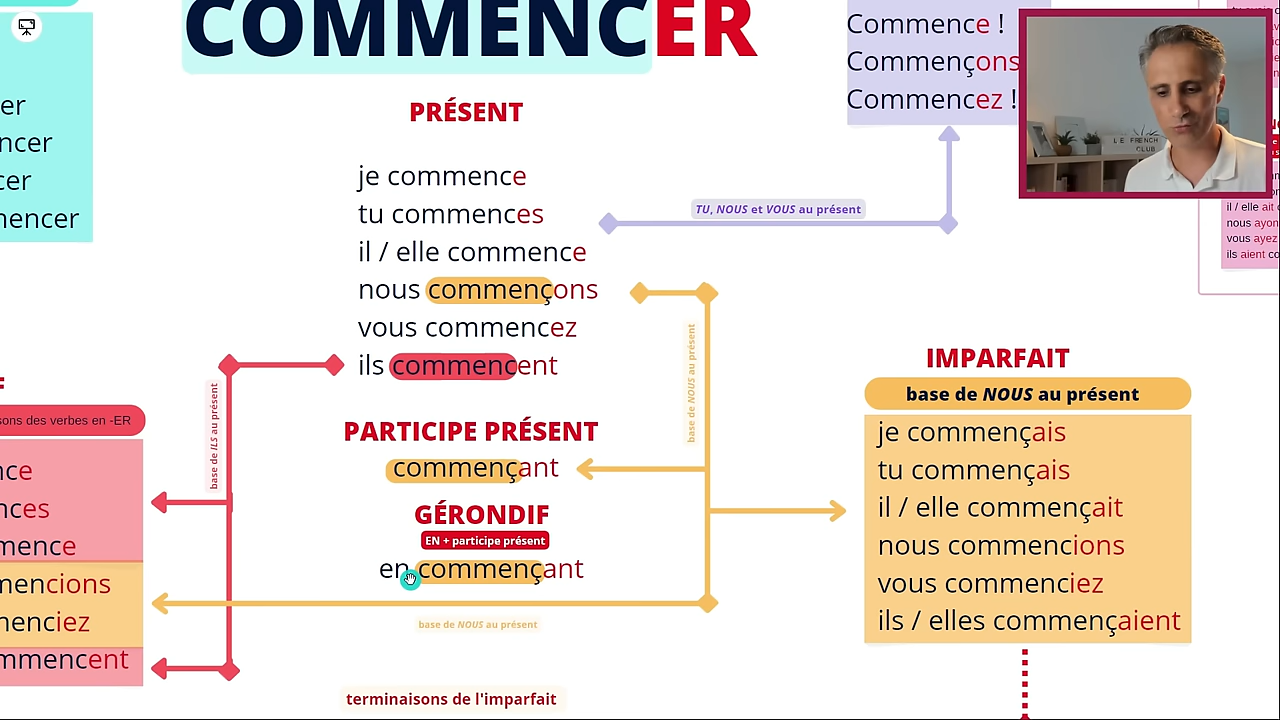 COMMENCER
PRÉSENT
je commence
tu commences
il / elle commence
nous commençons
vous commencez
ils commencent
Commence !
Commençons
Commencez !
LE FRENCH
CLUB
TU, NOUS et VOUS au présent
base de NOUS au présent
base de ILS au présent
PARTICIPE PRÉSENT
commençant
GÉRONDIF
EN + participe présent
en commençant
base de NOUS au présent
terminaisons de l'imparfait
IMPARFAIT
base de NOUS au présent
je commençais
tu commençais
il / elle commençait
nous commencions
vous commenciez
ils / elles commençaient
er
ncer
cer
mencer
sons des verbes en -ER
nce
nces
mence
mencions
nenciez
mmencent
il / elle ait
nous ayon
vous ayez
ils aient co